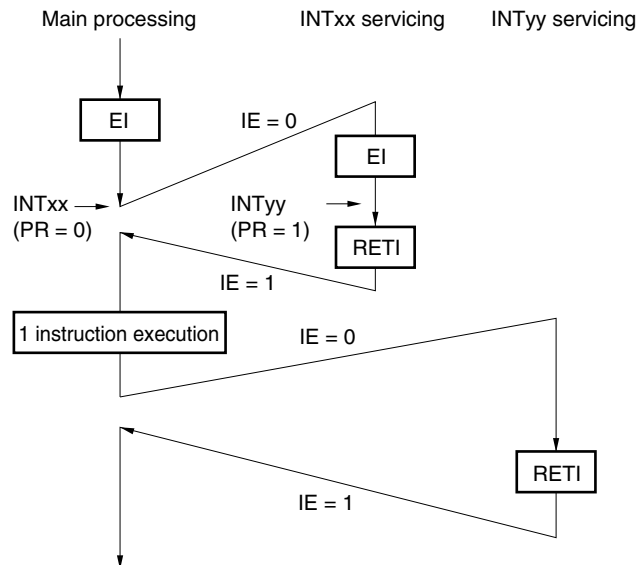 Main processing
INTxx servicing
INTyy servicing
EI
IE = 0
EI
INTxx
(PR = 0)
INTyy
(PR = 1)
RETI
IE = 1
1 instruction execution
IE = 0
RETI
IE = 1